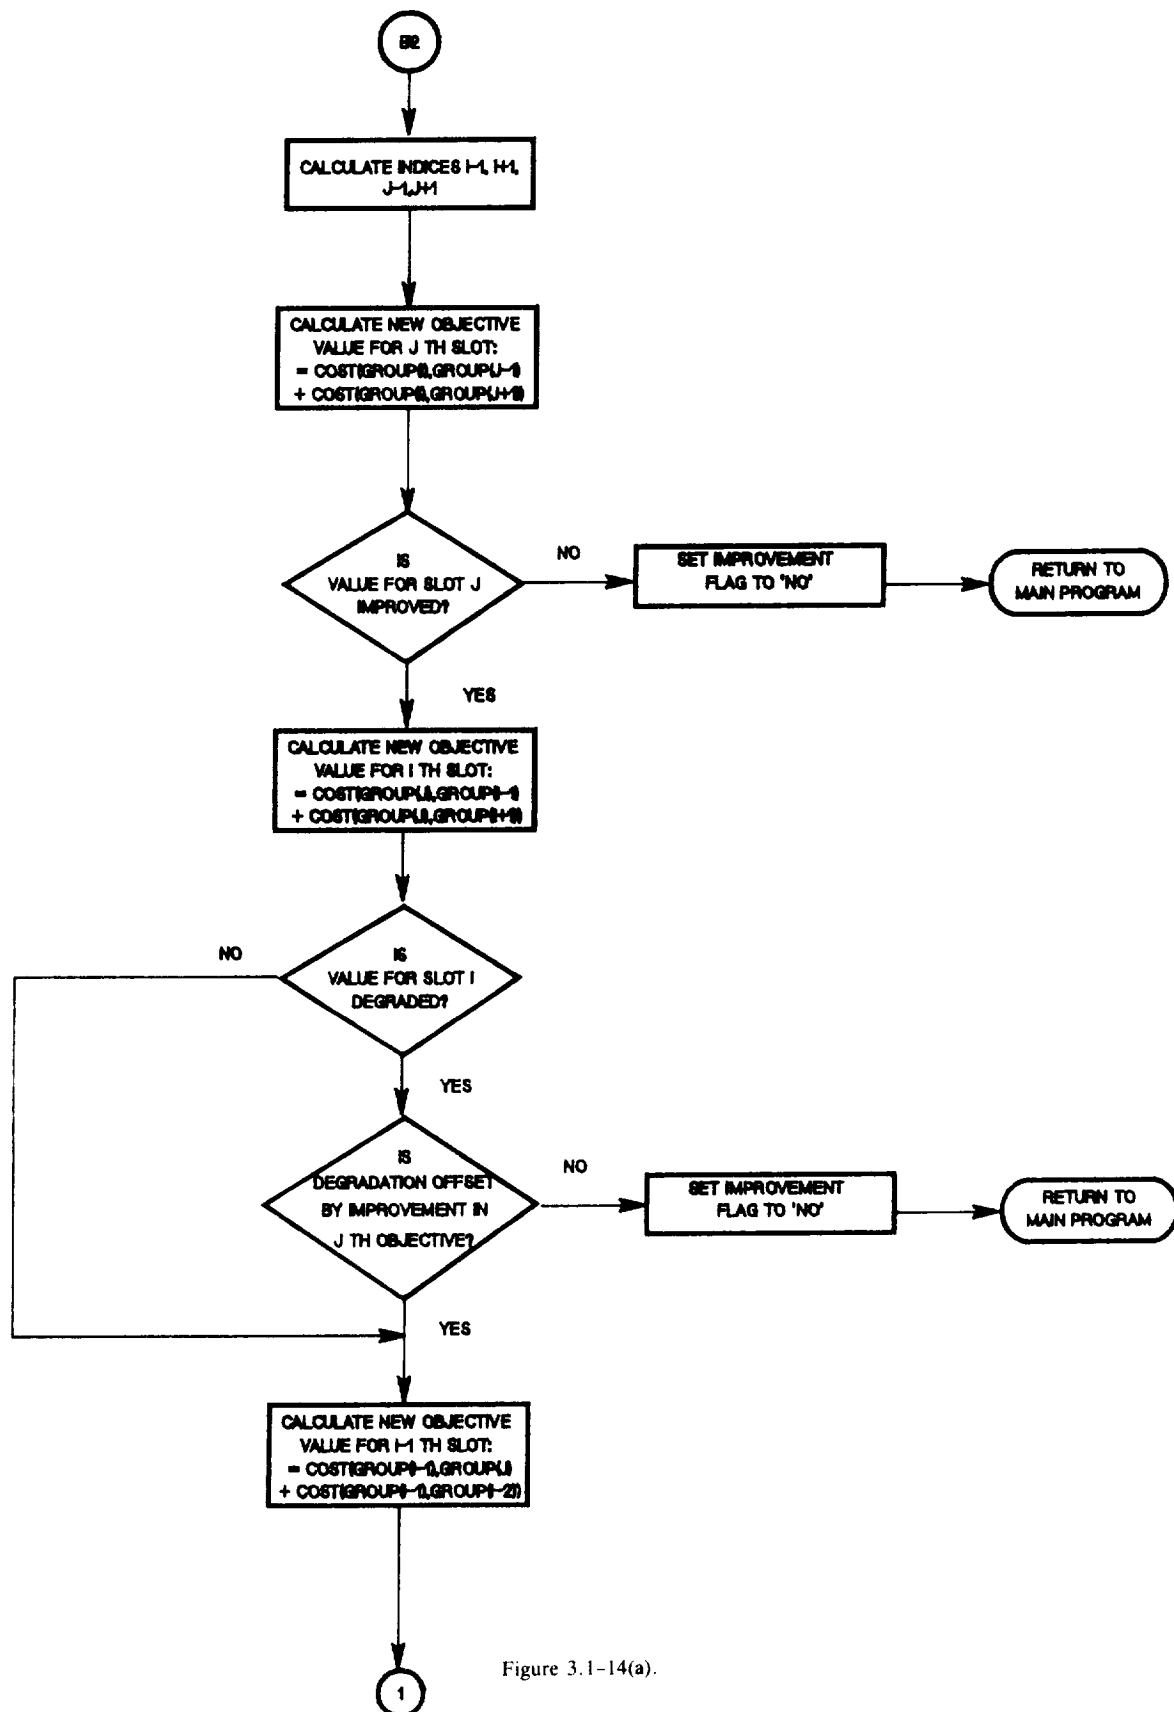 CALCULATE INDICES I-1, I+1,
J-1,J+1
CALCULATE NEW OBJECTIVE
VALUE FOR J TH SLOT:
= COST(GROUP(I),GROUP(J-1)
+ COST(GROUP(I),GROUP(J+1))
IS
VALUE FOR SLOT J
IMPROVED?
NO
SET IMPROVEMENT
FLAG TO 'NO'
RETURN TO
MAIN PROGRAM
YES
CALCULATE NEW OBJECTIVE
VALUE FOR I TH SLOT:
= COST(GROUP(J),GROUP(I-1)
+ COST(GROUP(J),GROUP(I+1))
NO
IS
VALUE FOR SLOT I
DEGRADED?
YES
IS
DEGRADATION OFFSET
BY IMPROVEMENT IN
J TH OBJECTIVE?
NO
SET IMPROVEMENT
FLAG TO 'NO'
RETURN TO
MAIN PROGRAM
YES
CALCULATE NEW OBJECTIVE
VALUE FOR I-1 TH SLOT:
= COST(GROUP(I-1),GROUP(J)
+ COST(GROUP(I-1),GROUP(I-2))
1
Figure 3.1-14(a).